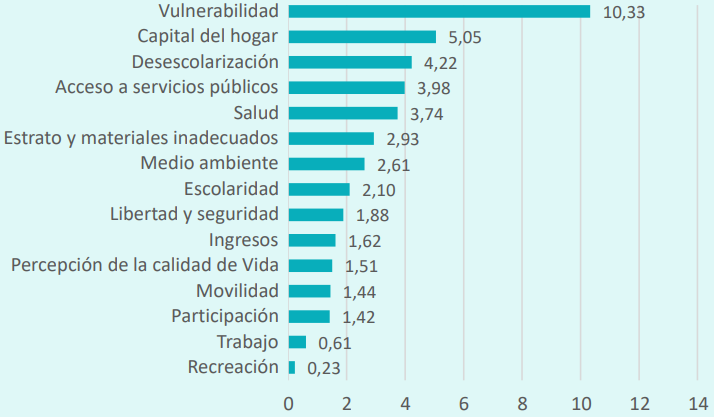 Vulnerabilidad 10,33
Capital del hogar 5,05
Desescolarización 4,22
Acceso a servicios públicos 3,98
Salud 3,74
Estrato y materiales inadecuados 2,93
Medio ambiente 2,61
Escolaridad 2,10
Libertad y seguridad 1,88
Ingresos 1,62
Percepción de la calidad de Vida 1,51
Movilidad 1,44
Participación 1,42
Trabajo 0,61
Recreación 0,23
0 2 4 6 8 10 12 14